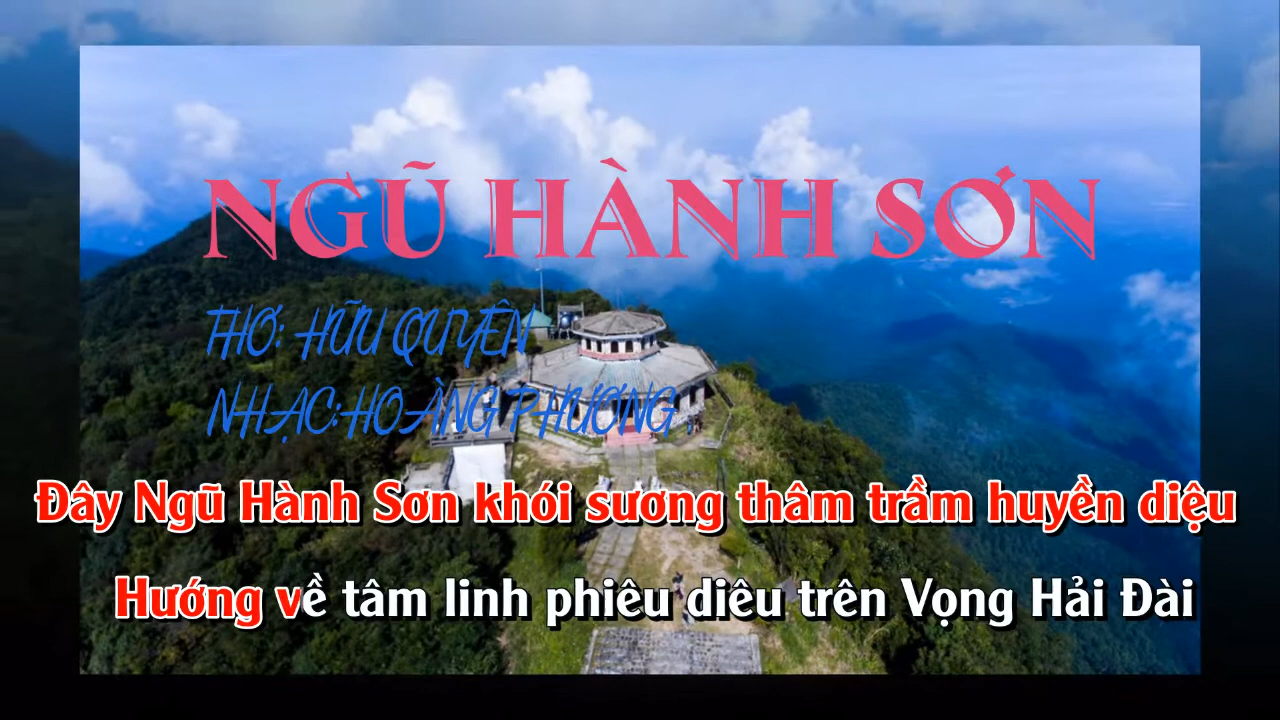 NGŨ HÀNH SƠN
THƠ: HỮU QUYÊN
NHẠC:HOÀNG PHƯƠNG
Đây Ngũ Hành Sơn khói sương thâm trầm huyền diệu
Hướng về tâm linh phiêu diêu trên Vọng Hải Đài